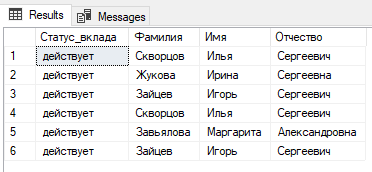 Results Messages
Статус_вклада Фамилия Имя Отчество
1 действует Скворцов Илья Сергеевич
2 действует Жукова Ирина Сергеевна
3 действует Зайцев Игорь Сергеевич
4 действует Скворцов Илья Сергеевич
5 действует Завьялова Маргарита Александровна
6 действует Зайцев Игорь Сергеевич